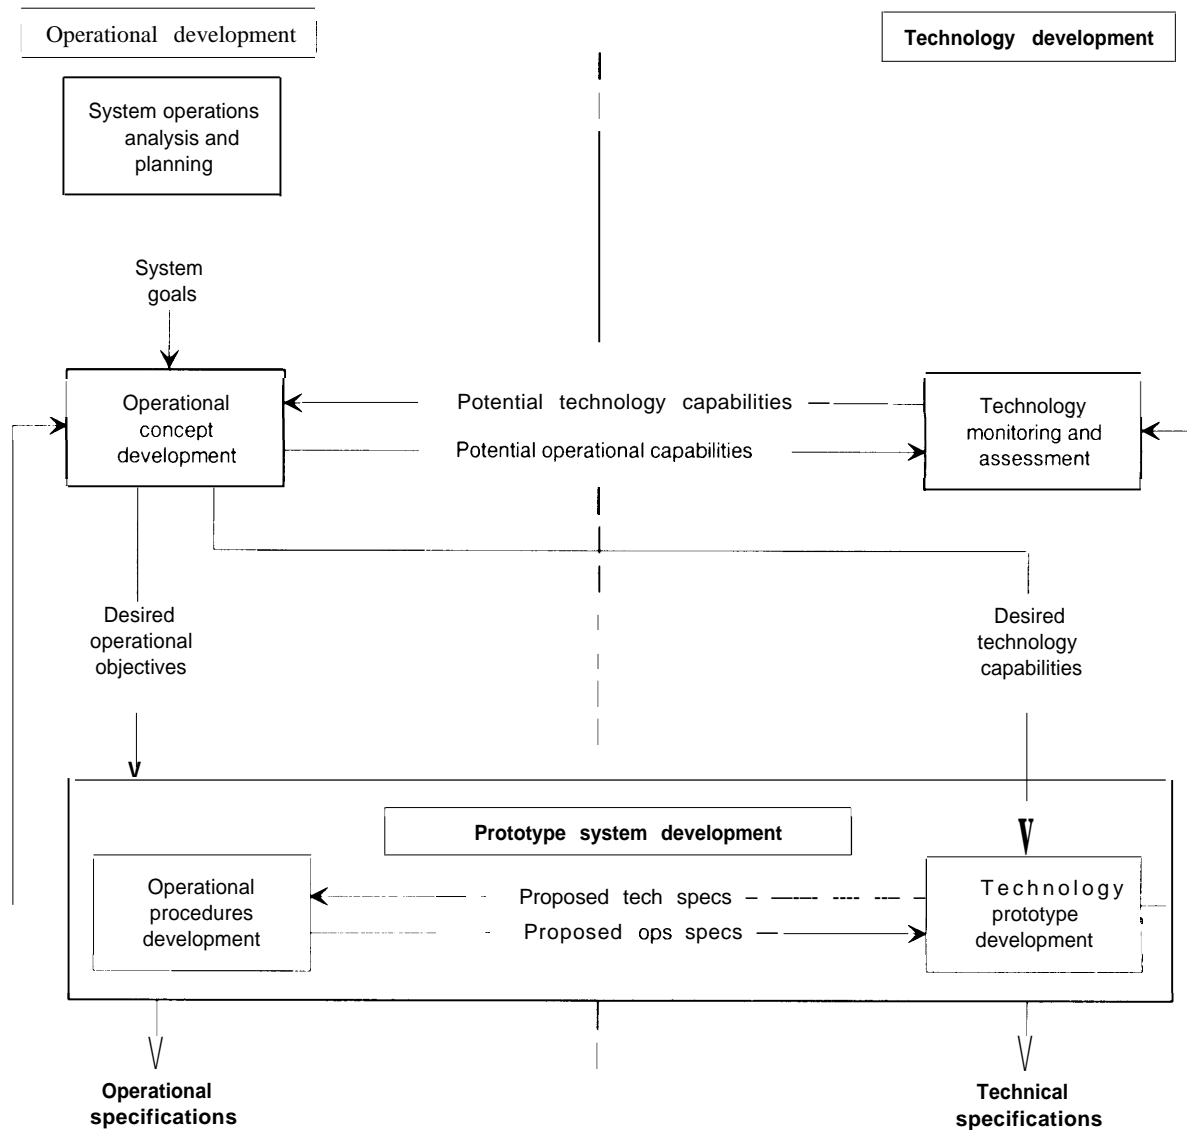 Operational development
Technology development
System operations
analysis and
planning
System
goals
Operational
concept
development
Potential technology capabilities
Potential operational capabilities
Technology
monitoring and
assessment
Desired
operational
objectives
Desired
technology
capabilities
Prototype system development
Operational
procedures
development
Proposed tech specs
Proposed ops specs
Technology
prototype
development
Operational
specifications
Technical
specifications